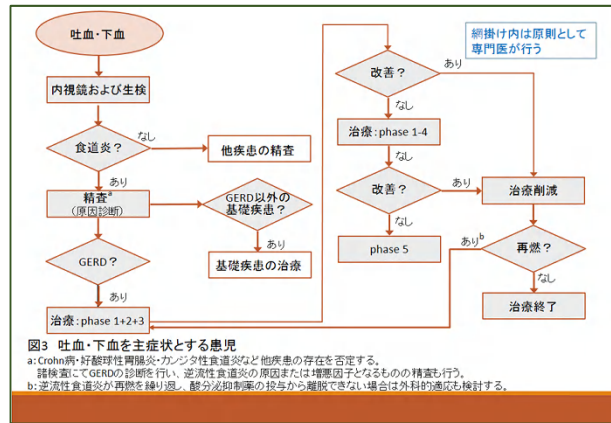 吐血・下血
内視鏡および生検
食道炎?
なし
他疾患の精査
あり
精査a
(原因診断)
GERD以外の
基礎疾患?
あり
基礎疾患の治療
GERD?
あり
治療:phase 1+2+3
網掛け内は原則として
専門医が行う
改善?
あり
なし
治療:phase 1-4
なし
改善?
あり
治療削減
なし
phase 5
再燃?
ありb
なし
治療終了
図3 吐血・下血を主症状とする患児
a: Crohn病・好酸球性胃腸炎・カンジタ性食道炎など他疾患の存在を否定する。
諸検査にてGERDの診断を行い、逆流性食道炎の原因または増悪因子となるものの精査も行う。
b: 逆流性食道炎が再燃を繰り返し、酸分泌抑制薬の投与から離脱できない場合は外科的適応も検討する。